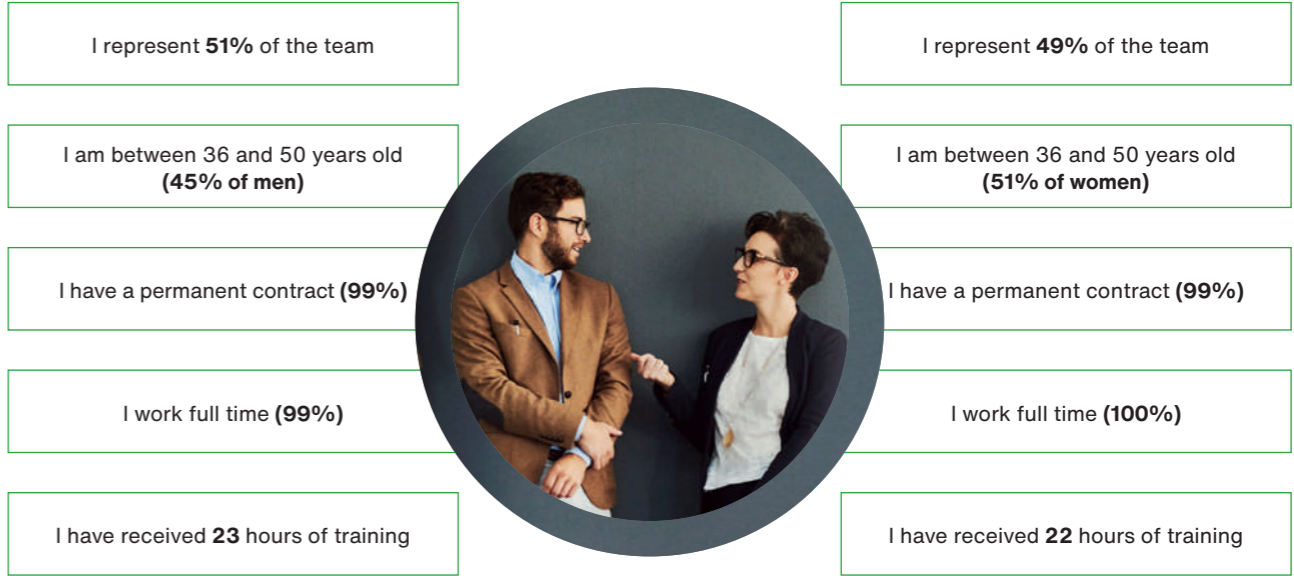 I represent 51% of the team
I am between 36 and 50 years old
(45% of men)
I have a permanent contract (99%)
I work full time (99%)
I have received 23 hours of training
I represent 49% of the team
I am between 36 and 50 years old
(51% of women)
I have a permanent contract (99%)
I work full time (100%)
I have received 22 hours of training